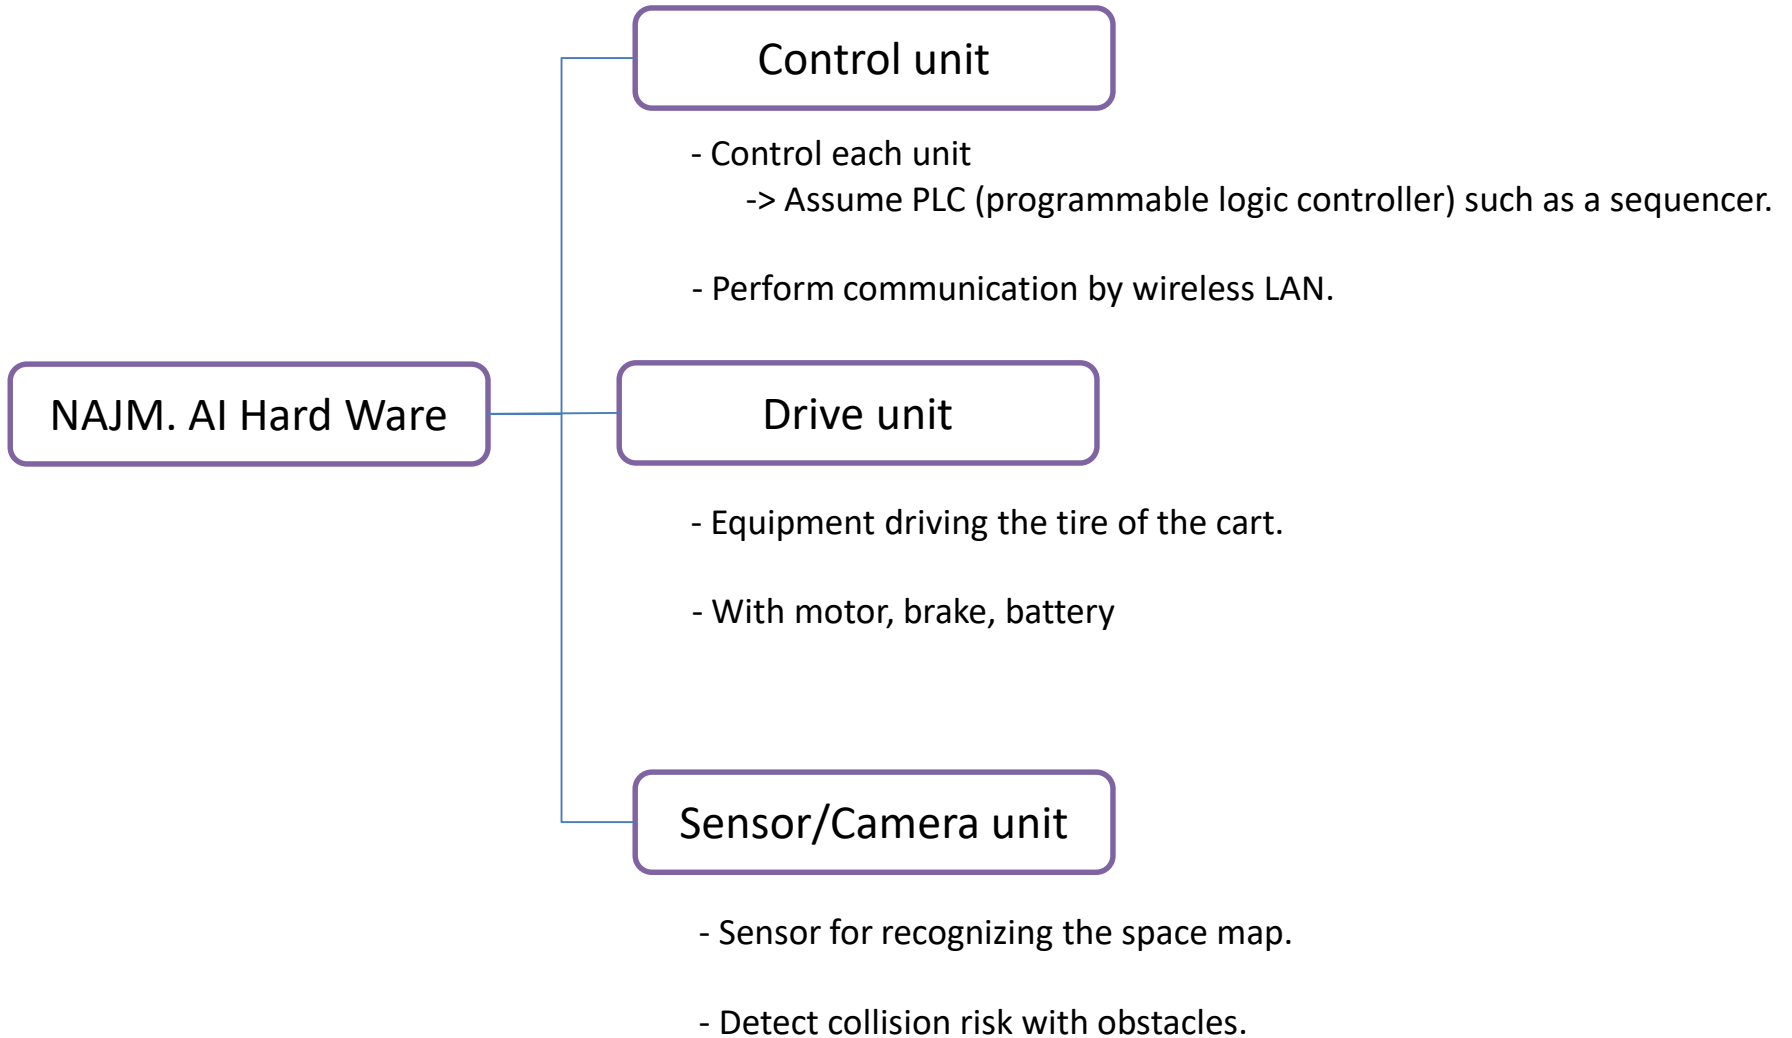 Control unit
- Control each unit
-> Assume PLC (programmable logic controller) such as a sequencer.
- Perform communication by wireless LAN.
NAJM. AI Hard Ware
Drive unit
- Equipment driving the tire of the cart.
- With motor, brake, battery
Sensor/Camera unit
- Sensor for recognizing the space map.
- Detect collision risk with obstacles.